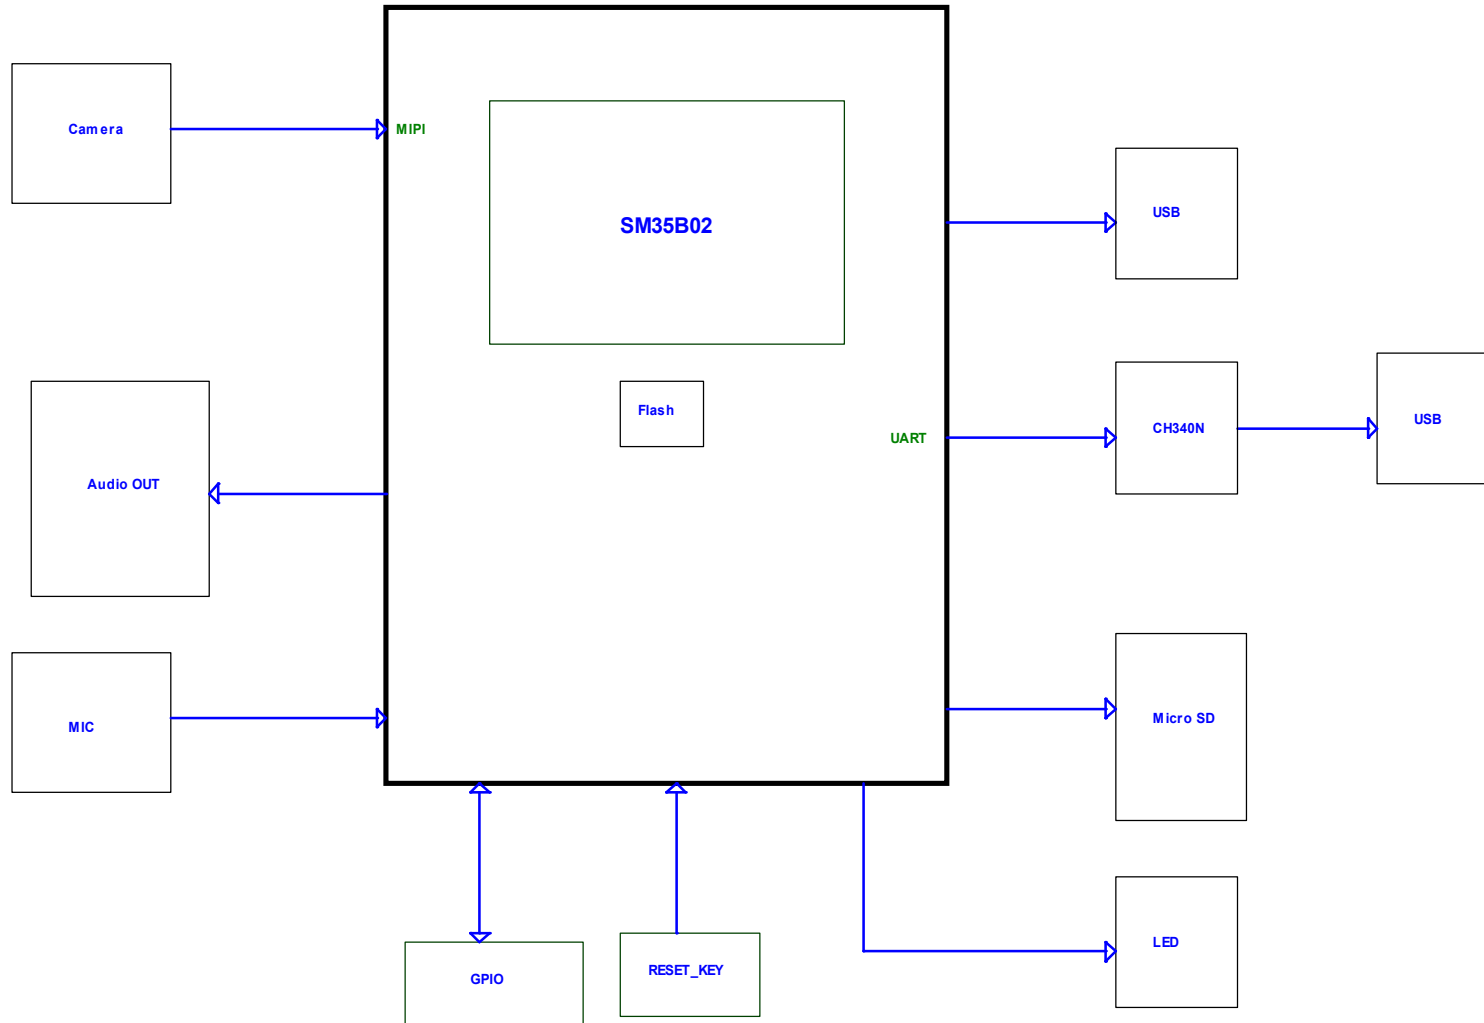 Camera
MIPI
SM35B02
USB
Flash
UART
CH340N
USB
Audio OUT
MIC
Micro SD
GPIO
RESET_KEY
LED